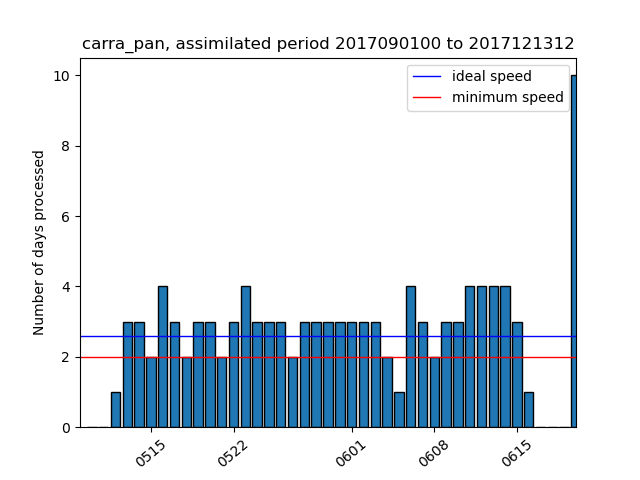 carra_pan, assimilated period 2017090100 to 2017121312
ideal speed
minimum speed
Number of days processed
10
8
6
4
2
0
0515
0522
0601
0608
0615